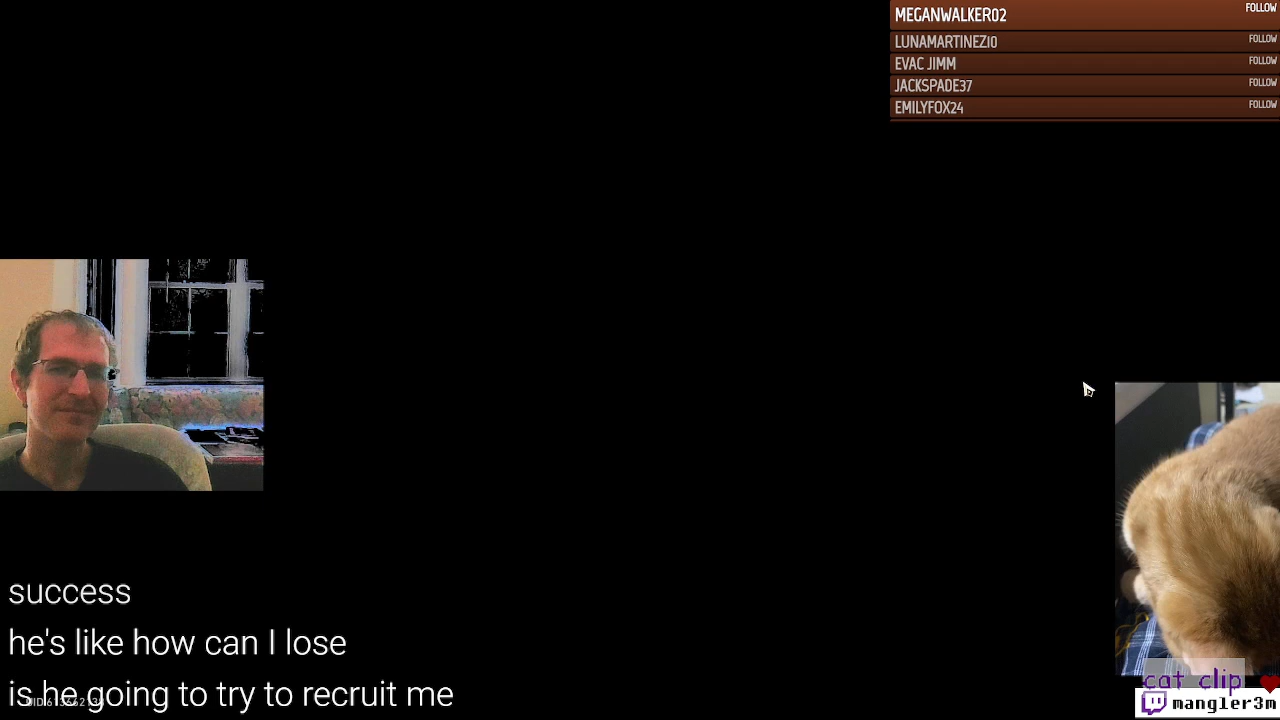 MEGANWALKER02 FOLLOW
LUNAMARTINEZ10 FOLLOW
EVAC JIMM FOLLOW
JACKSPADE37 FOLLOW
EMILYFOX24 FOLLOW
success
he's like how can I lose
is he going to try to recruit me
cat clip
mangler3m